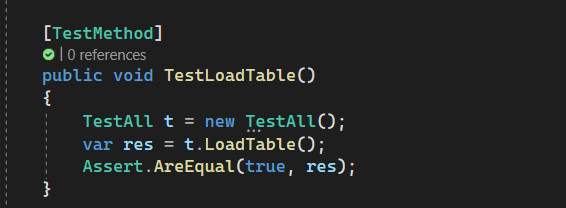 [TestMethod]
| 0 references
public void TestLoadTable()
{
TestAll t = new TestAll();
var res = t.LoadTable();
Assert.AreEqual(true, res);
}